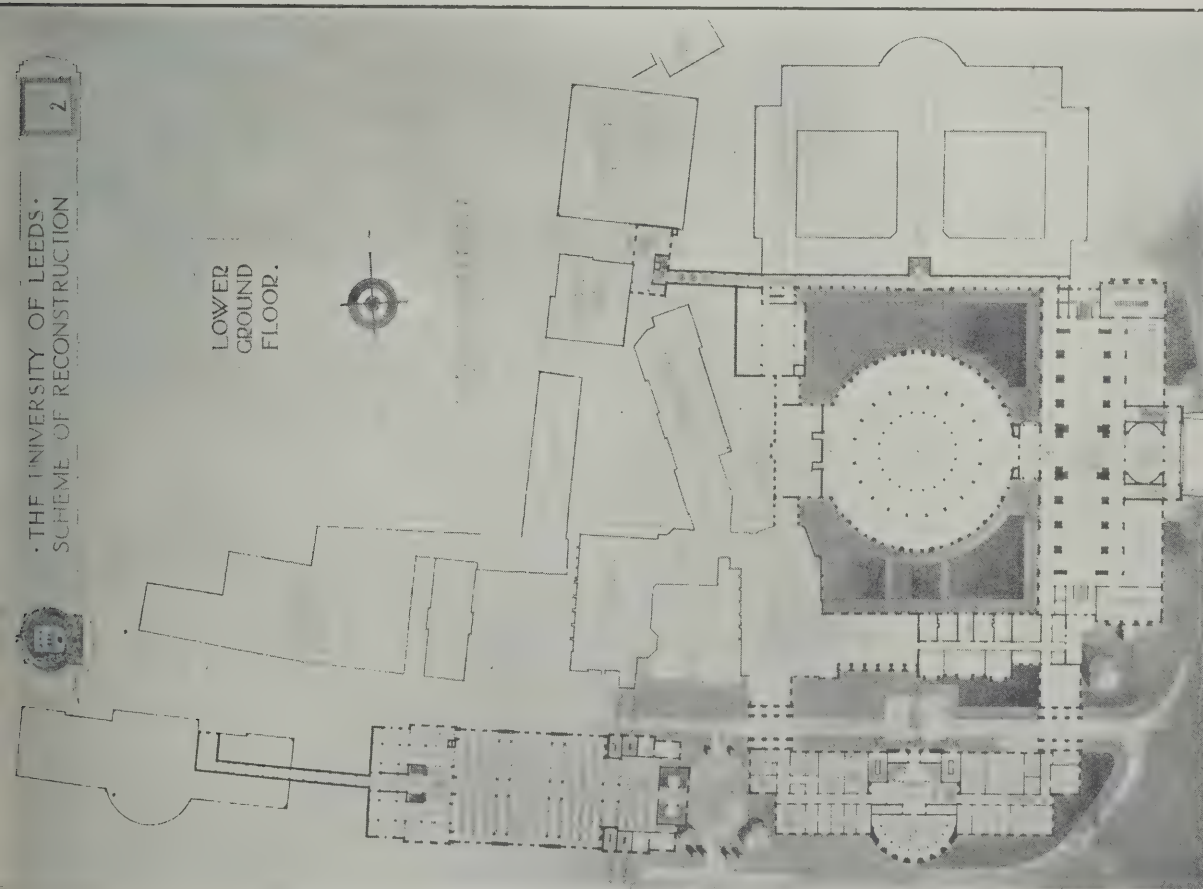 · THE UNIVERSITY OF LEEDS ·
SCHEME OF RECONSTRUCTION
2
LOWER
GROUND
FLOOR.